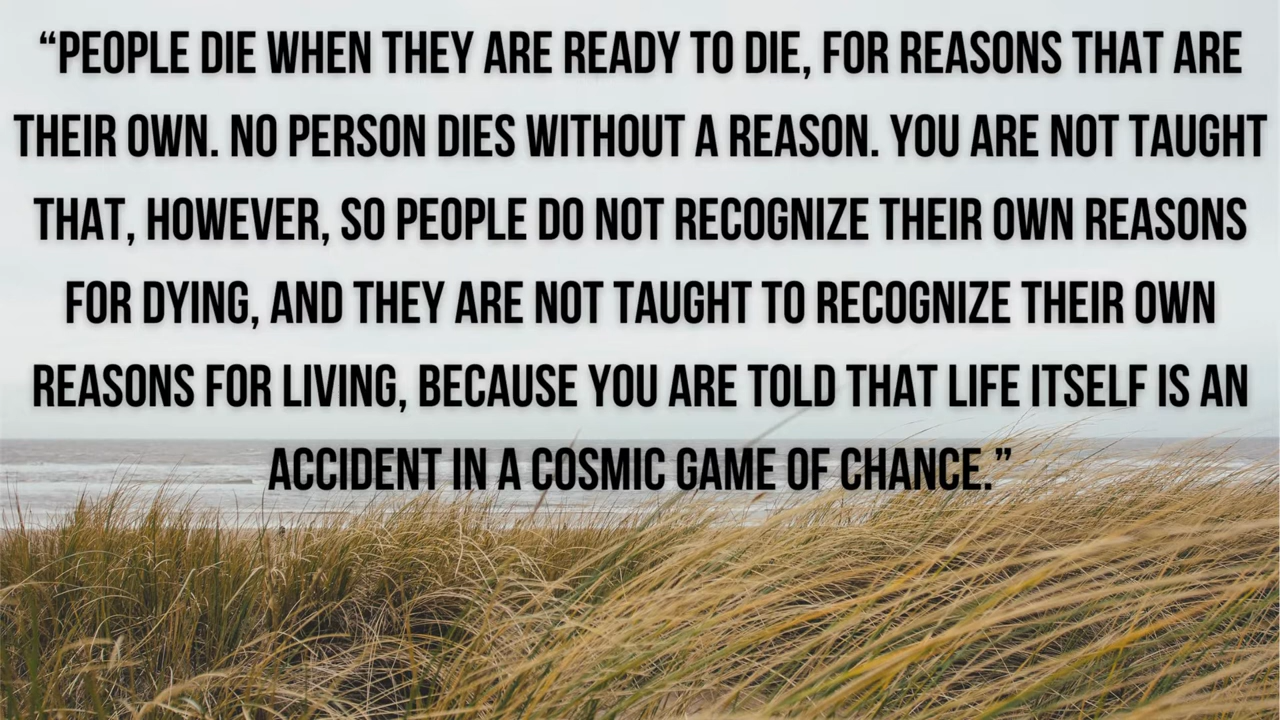 “PEOPLE DIE WHEN THEY ARE READY TO DIE, FOR REASONS THAT ARE
THEIR OWN. NO PERSON DIES WITHOUT A REASON. YOU ARE NOT TAUGHT
THAT, HOWEVER, SO PEOPLE DO NOT RECOGNIZE THEIR OWN REASONS
FOR DYING, AND THEY ARE NOT TAUGHT TO RECOGNIZE THEIR OWN
REASONS FOR LIVING, BECAUSE YOU ARE TOLD THAT LIFE ITSELF IS AN
ACCIDENT IN A COSMIC GAME OF CHANCE.”